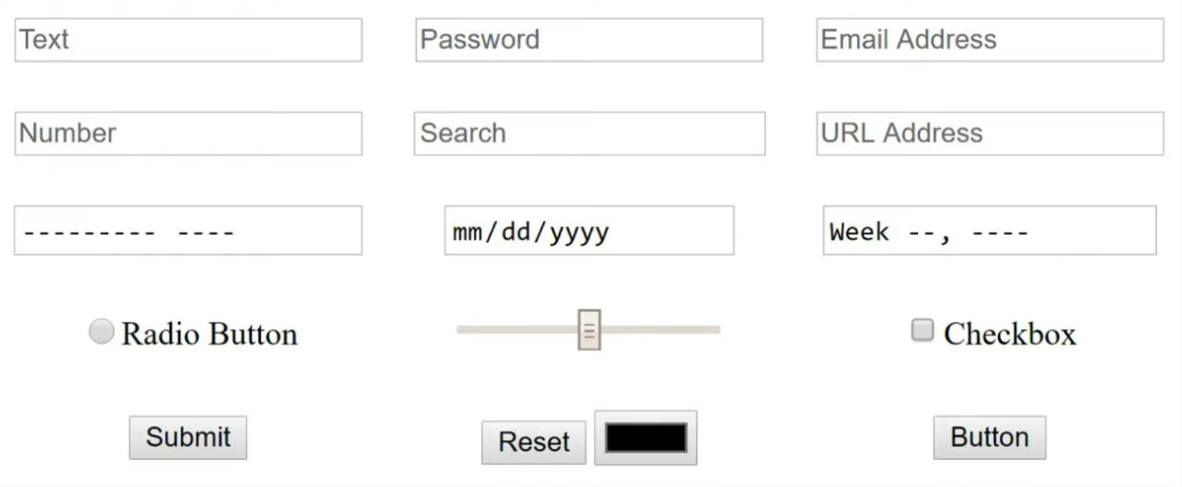 Text Password Email Address
Number Search URL Address
--------- ---- mm/dd/yyyy Week --, ----
Radio Button Checkbox
Submit Reset Button